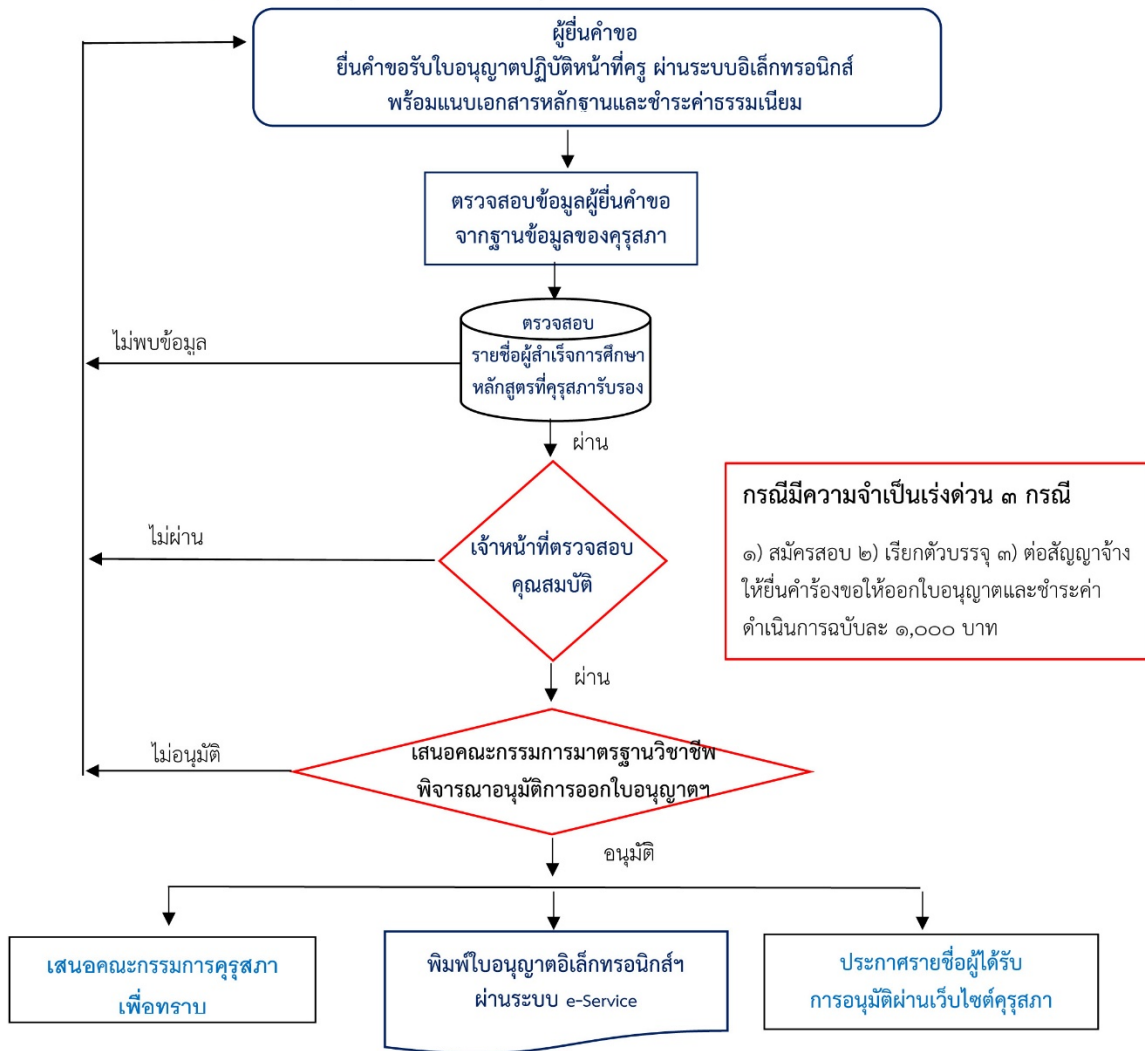 ผู้ยื่นคำขอ
ยื่นคำขอรับใบอนุญาตปฏิบัติหน้าที่ครู ผ่านระบบอิเล็กทรอนิกส์
พร้อมแนบเอกสารหลักฐานและชำระค่าธรรมเนียม
ตรวจสอบข้อมูลผู้ยื่นคำขอ
จากฐานข้อมูลของคุรุสภา
ตรวจสอบ
รายชื่อผู้สำเร็จการศึกษา
หลักสูตรที่คุรุสภารับรอง
ไม่พบข้อมูล
ผ่าน
เจ้าหน้าที่ตรวจสอบ
คุณสมบัติ
ไม่ผ่าน
กรณีมีความจำเป็นเร่งด่วน ๓ กรณี
๑) สมัครสอบ ๒) เรียกตัวบรรจุ ๓) ต่อสัญญาจ้าง
ให้ยื่นคำร้องขอให้ออกใบอนุญาตและชำระค่า
ดำเนินการฉบับละ ๑,๐๐๐ บาท
ผ่าน
เสนอคณะกรรมการมาตรฐานวิชาชีพ
พิจารณาอนุมัติการออกใบอนุญาตฯ
ไม่อนุมัติ
อนุมัติ
เสนอคณะกรรมการคุรุสภา
เพื่อทราบ
พิมพ์ใบอนุญาตอิเล็กทรอนิกส์ฯ
ผ่านระบบ e-Service
ประกาศรายชื่อผู้ได้รับ
การอนุมัติผ่านเว็บไซต์คุรุสภา